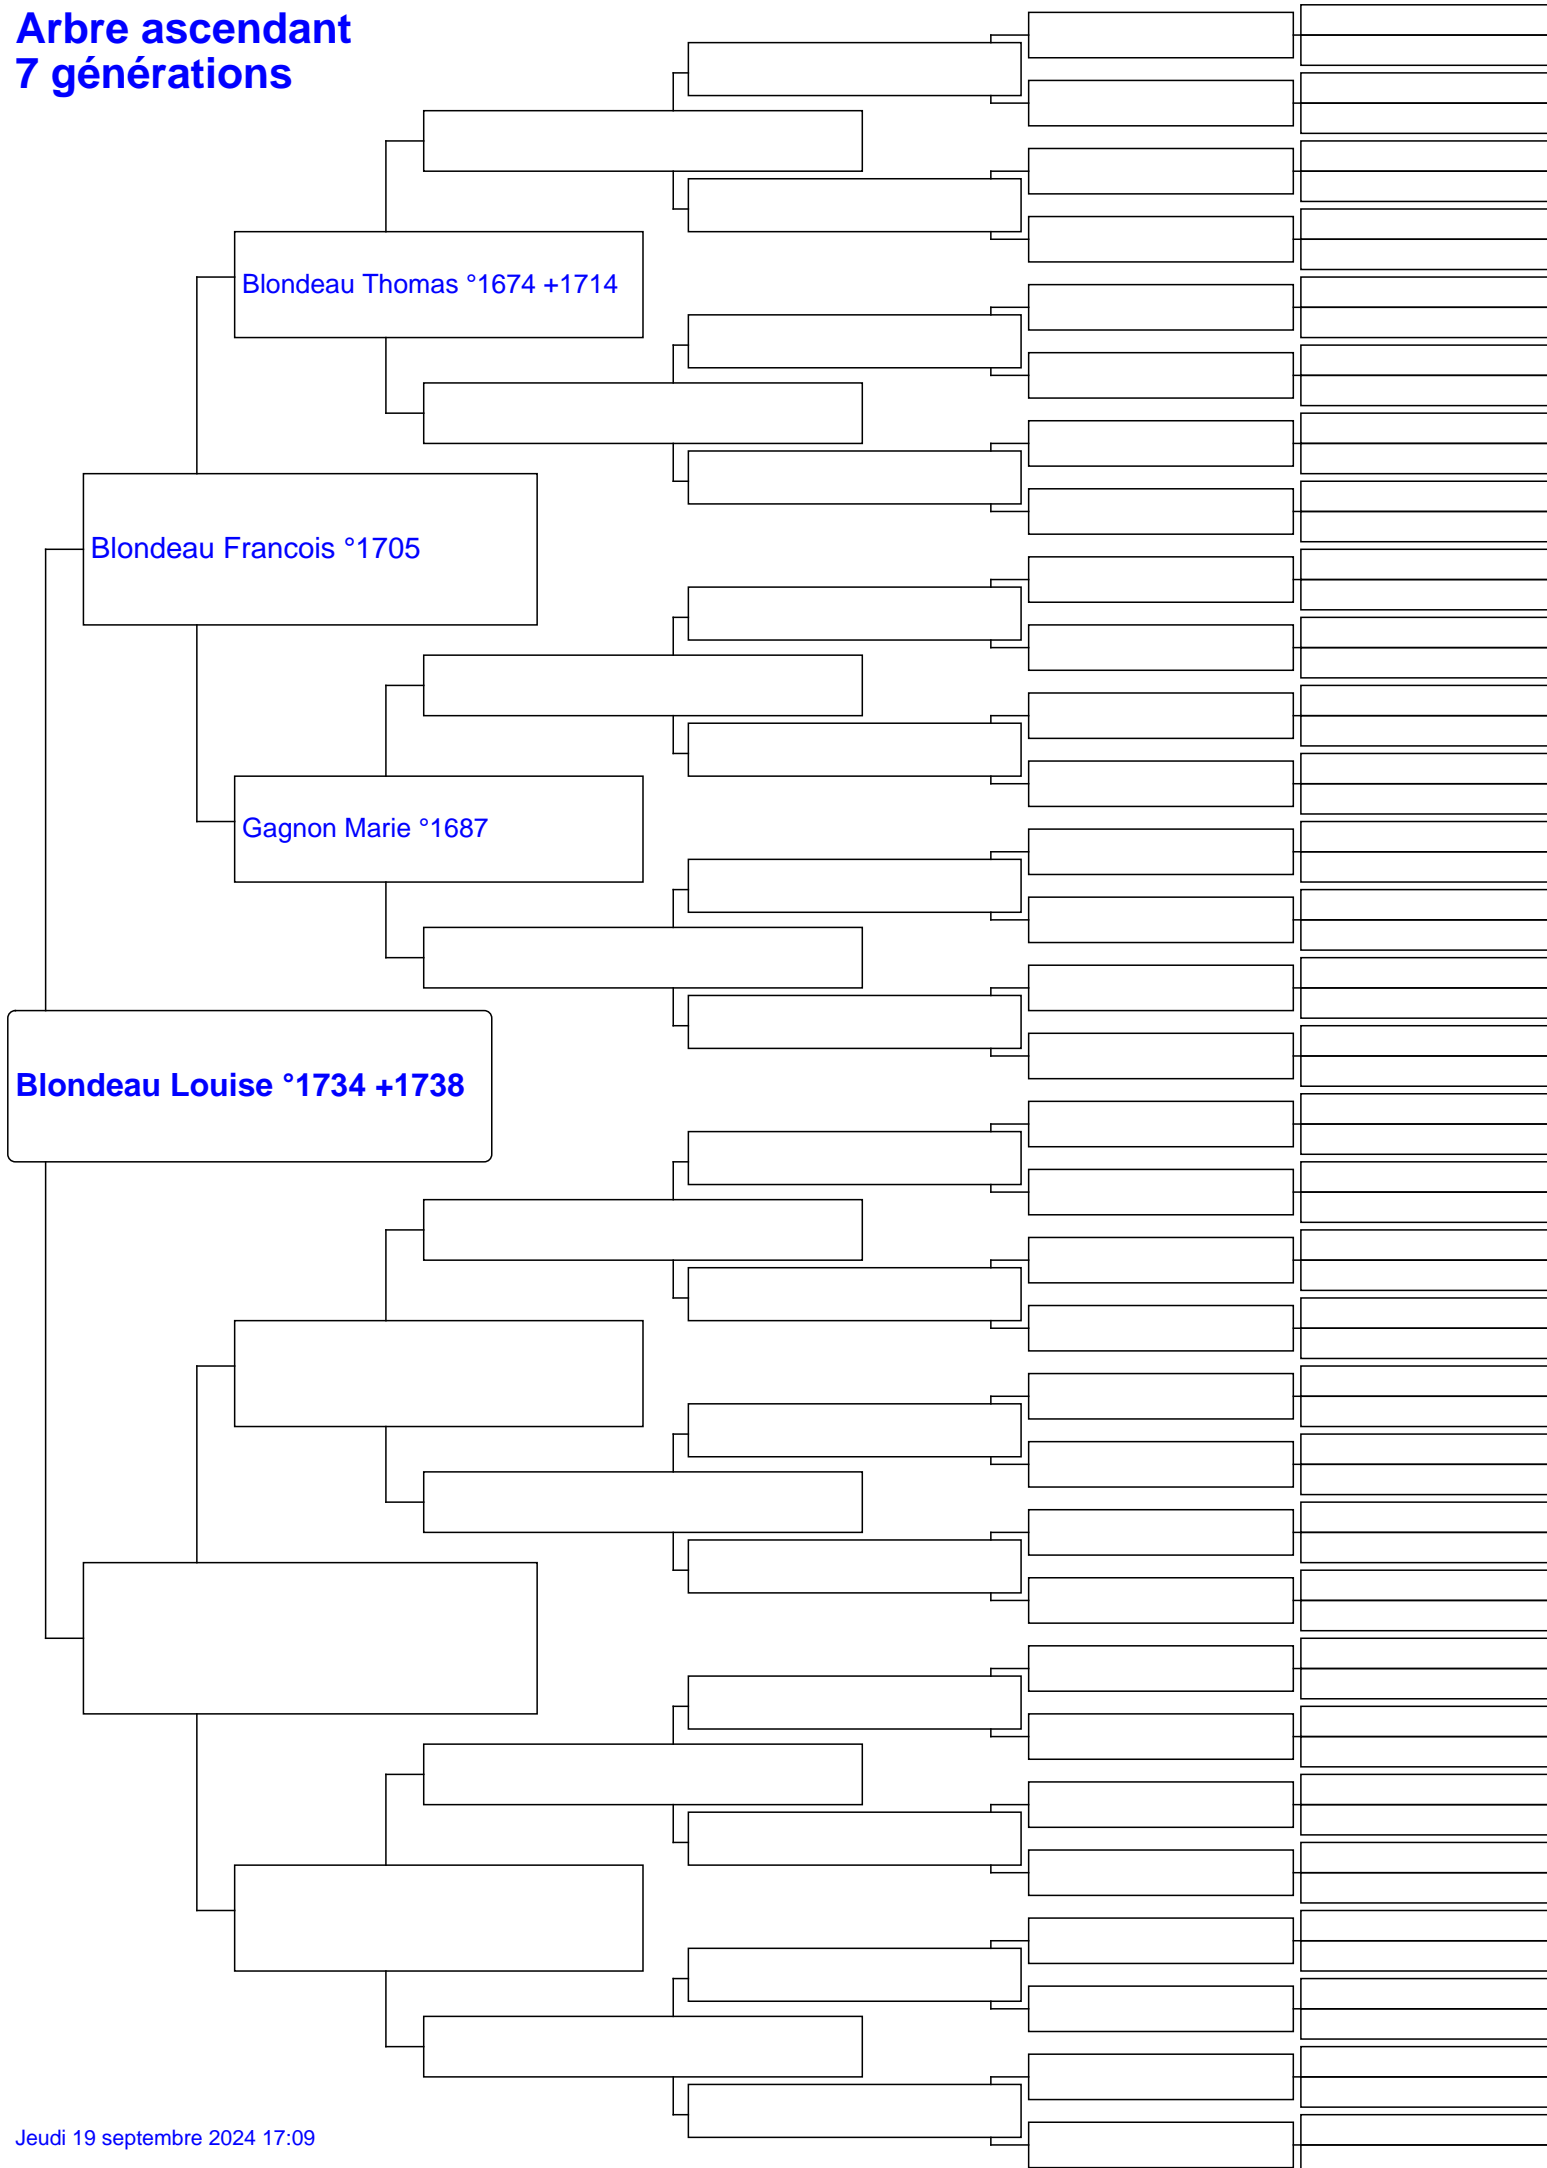 Arbre ascendant
7 générations
Blondeau Thomas °1674 +1714
Blondeau Francois °1705
Gagnon Marie °1687
Blondeau Louise °1734 +1738
Jeudi 19 septembre 2024 17:09